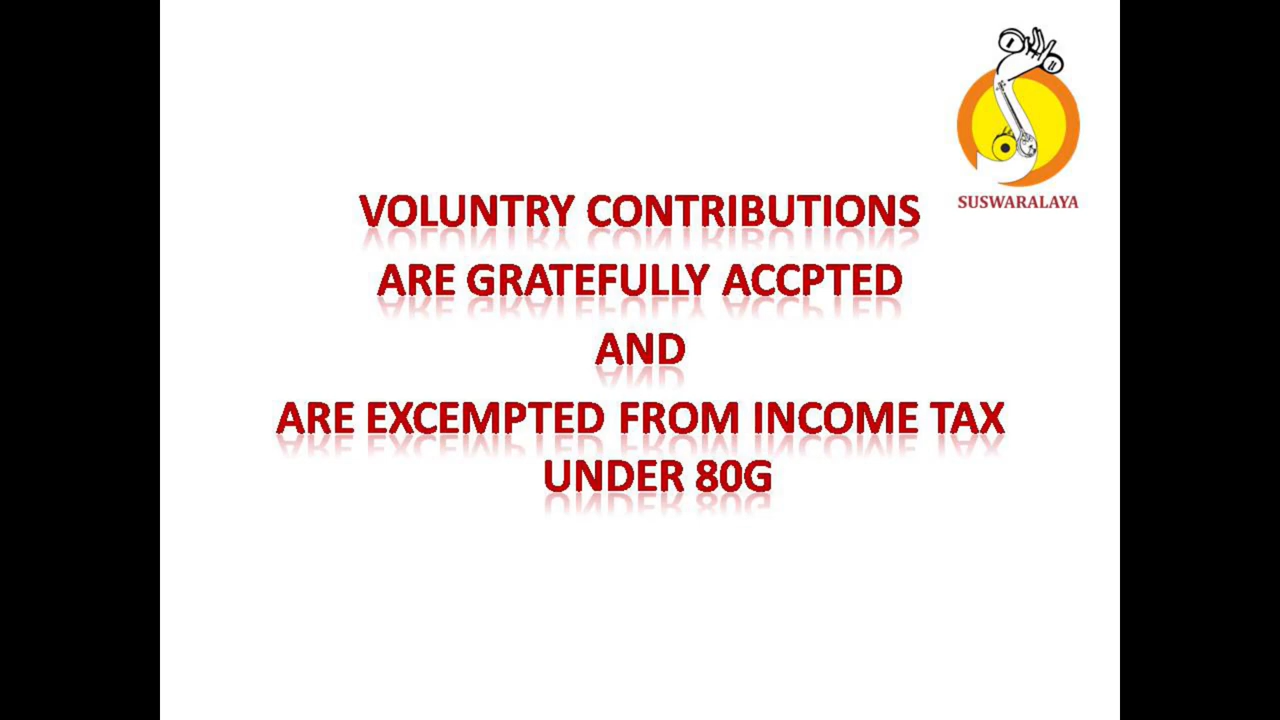 SUSWARALAYA
VOLUNTRY CONTRIBUTIONS
ARE GRATEFULLY ACCPTED
AND
ARE EXCEMPTED FROM INCOME TAX
UNDER 80G